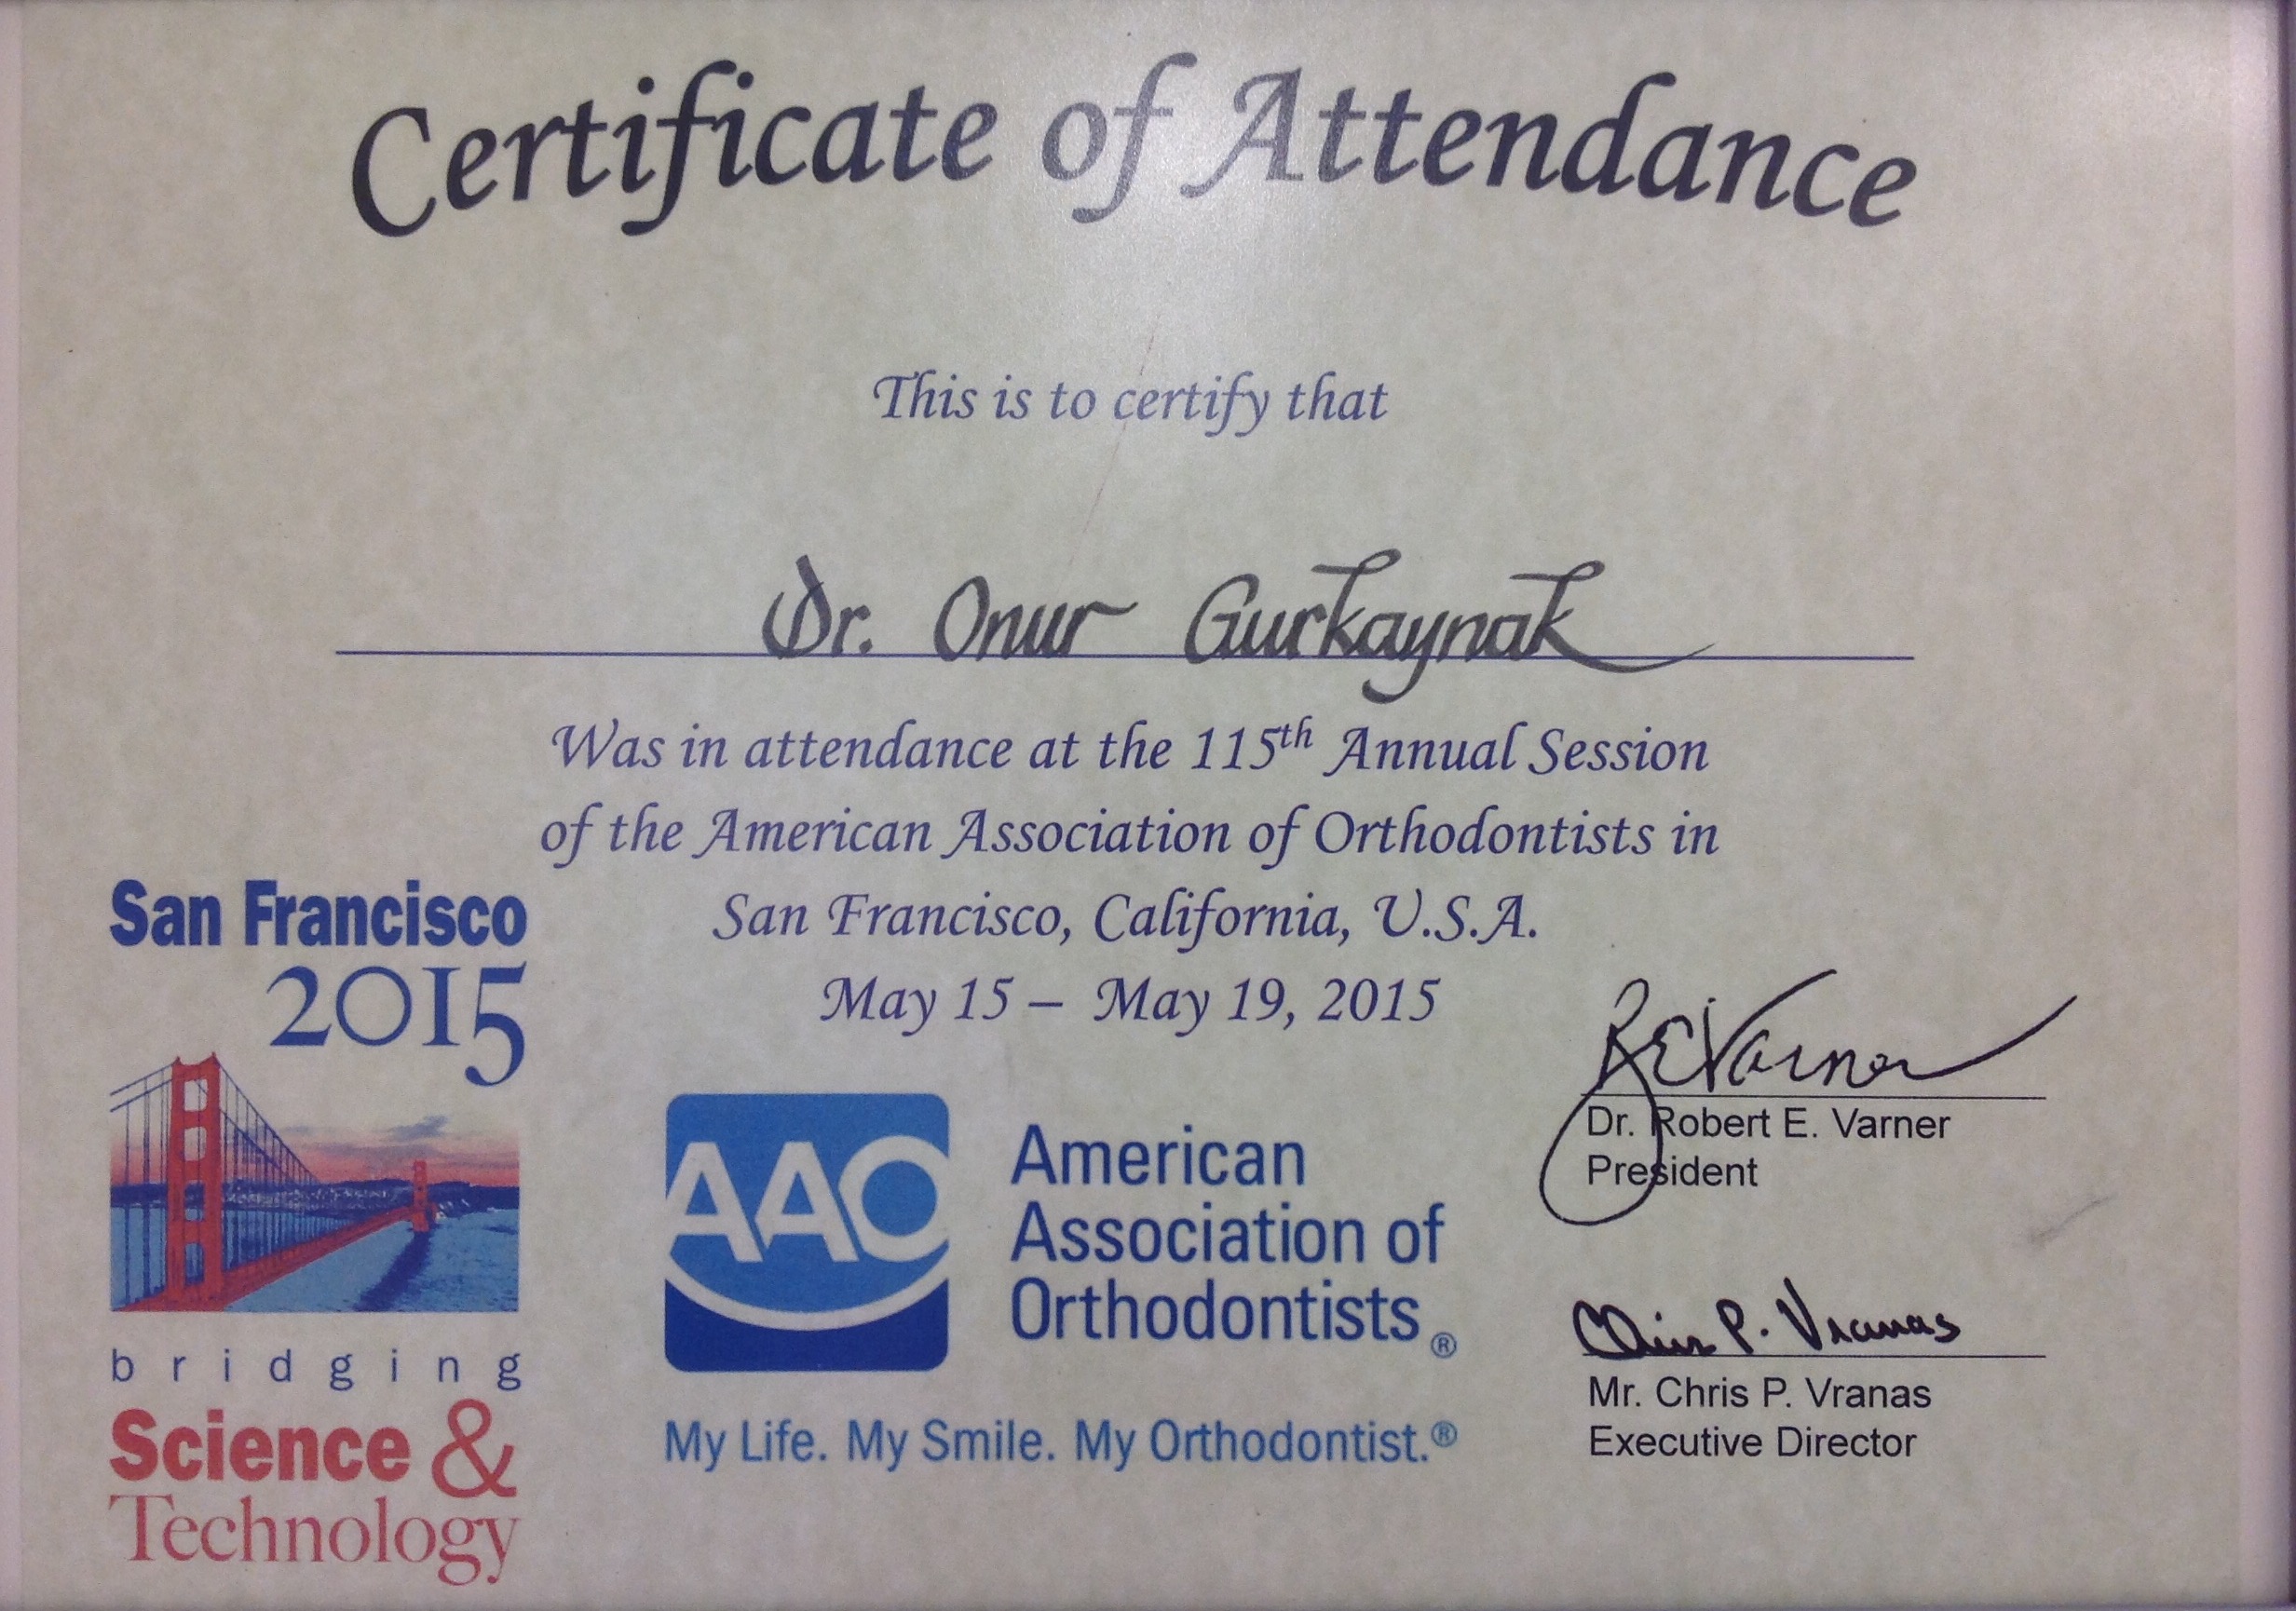 Certificate of Attendance
This is to certify that
Dr. Onur Gurkaynak
Was in attendance at the 115th Annual Session
of the American Association of Orthodontists in
San Francisco, California, U.S.A.
May 15 – May 19, 2015
San Francisco
2015
bridging
Science &
Technology
AAO
American
Association of
Orthodontists®
My Life. My Smile. My Orthodontist.®
R E Varner
Dr. Robert E. Varner
President
Chris P. Vranas
Mr. Chris P. Vranas
Executive Director